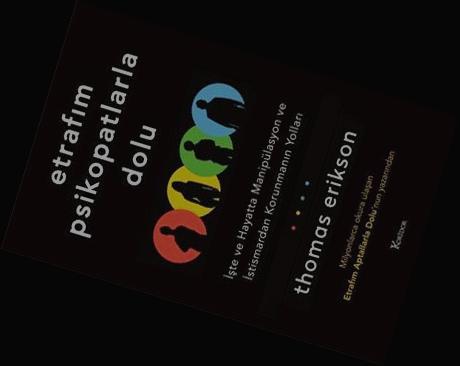 etrafım
psikopatlarla
dolu
İşte ve Hayatta Manipülasyon ve
İstismardan Korunmanın Yolları
thomas erikson
Milyonlarca okura ulaşan
Etrafım Aptallarla Dolu'nun yazarından